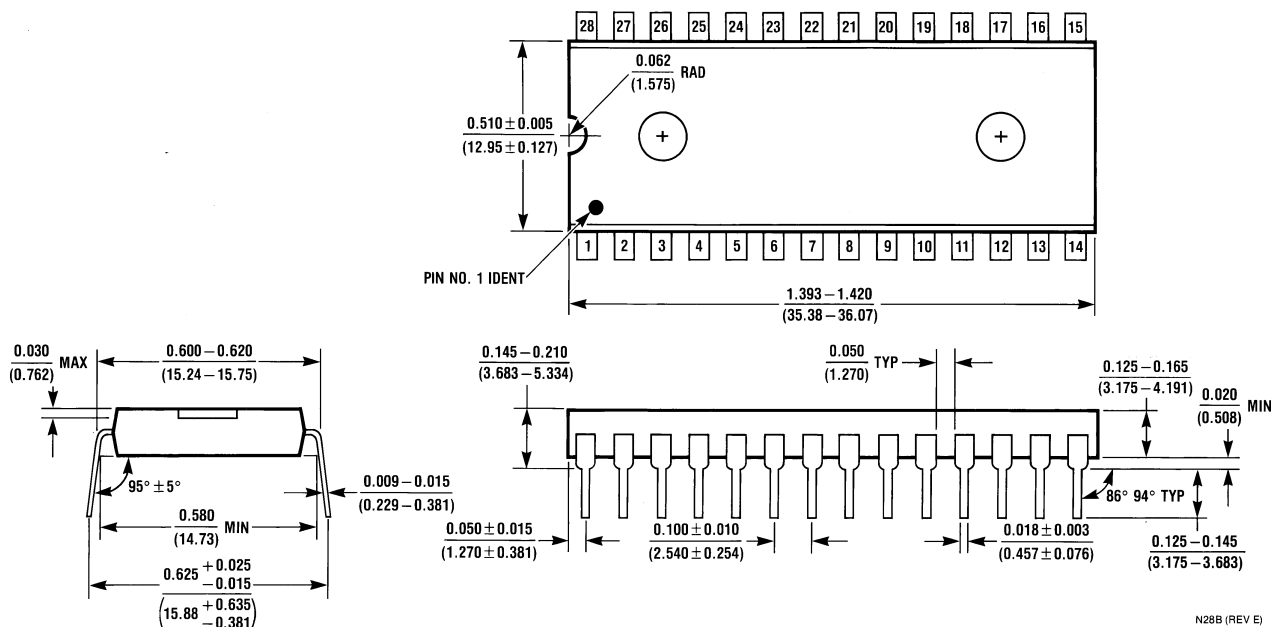 28 27 26 25 24 23 22 21 20 19 18 17 16 15
0.062
(1.575)
RAD
0.510 ± 0.005
(12.95 ± 0.127)
1 2 3 4 5 6 7 8 9 10 11 12 13 14
PIN NO. 1 IDENT
1.393 – 1.420
(35.38 – 36.07)
0.030
(0.762)
MAX
0.600 – 0.620
(15.24 – 15.75)
95° ± 5°
0.009 – 0.015
(0.229 – 0.381)
0.580
(14.73)
MIN
0.625 +0.025 −0.015
(15.88 +0.635 −0.381)
0.145 – 0.210
(3.683 – 5.334)
0.050
(1.270)
TYP
0.125 – 0.165
(3.175 – 4.191)
0.020
(0.508)
MIN
86° 94° TYP
0.050 ± 0.015
(1.270 ± 0.381)
0.100 ± 0.010
(2.540 ± 0.254)
0.018 ± 0.003
(0.457 ± 0.076)
0.125 – 0.145
(3.175 – 3.683)
N28B (REV E)